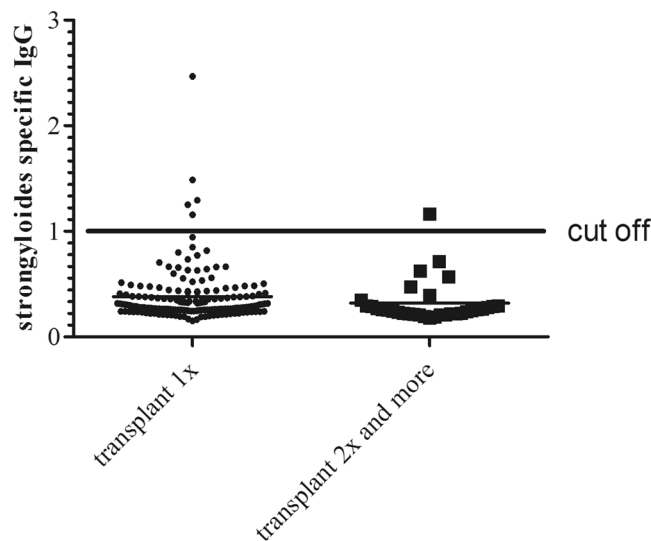 strongyloides specific IgG
3
2
1
0
cut off
transplant 1x
transplant 2x and more